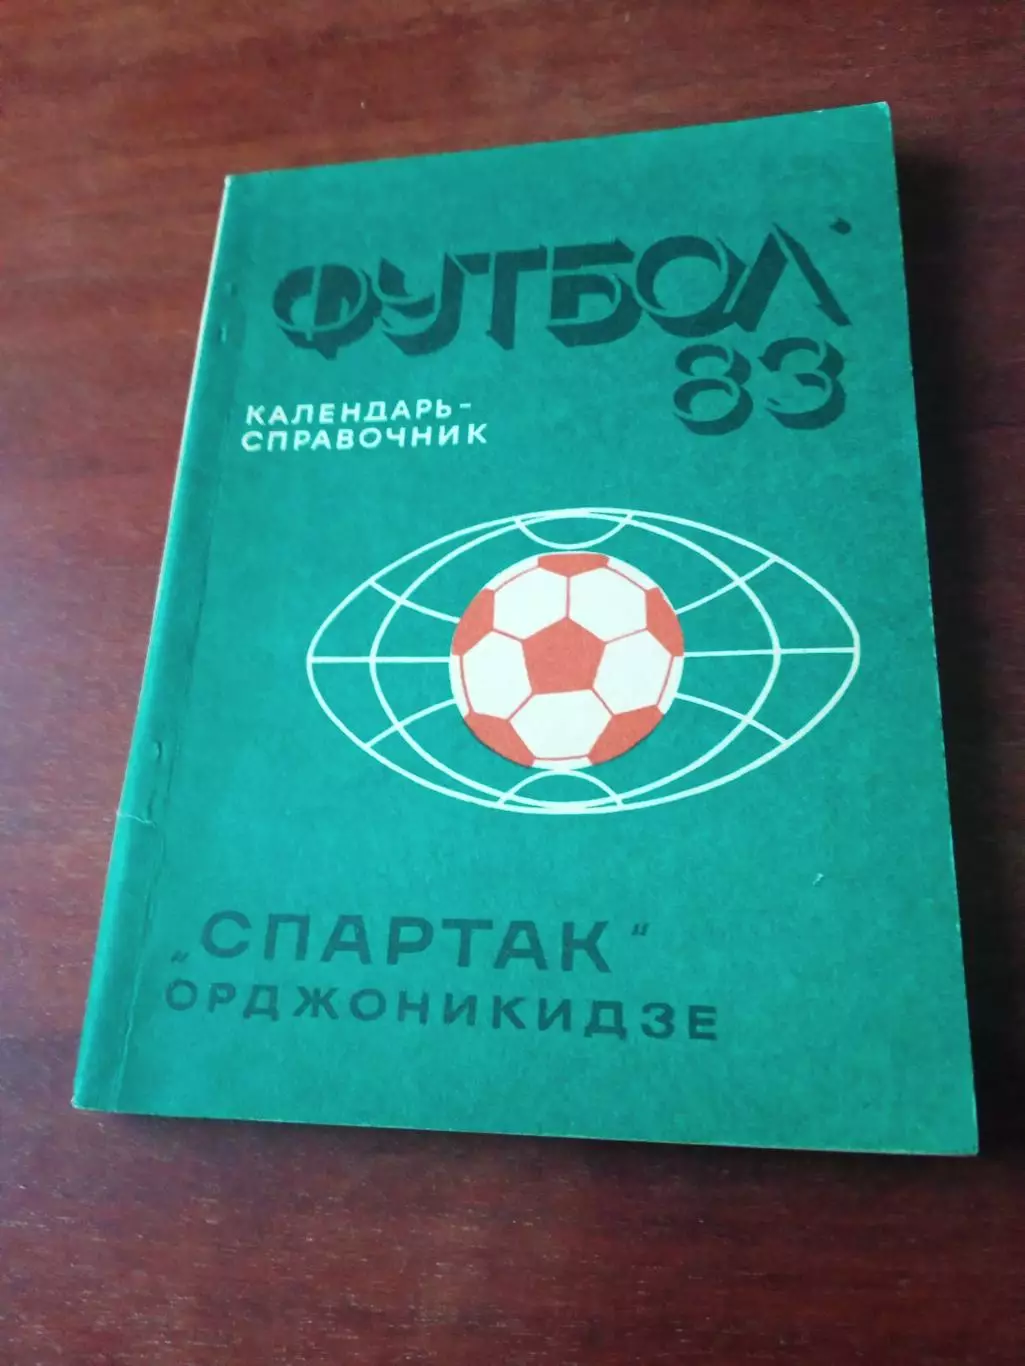 ФУТБОЛ
83
КАЛЕНДАРЬ-
СПРАВОЧНИК
„СПАРТАК"
ОРДЖОНИКИДЗЕ